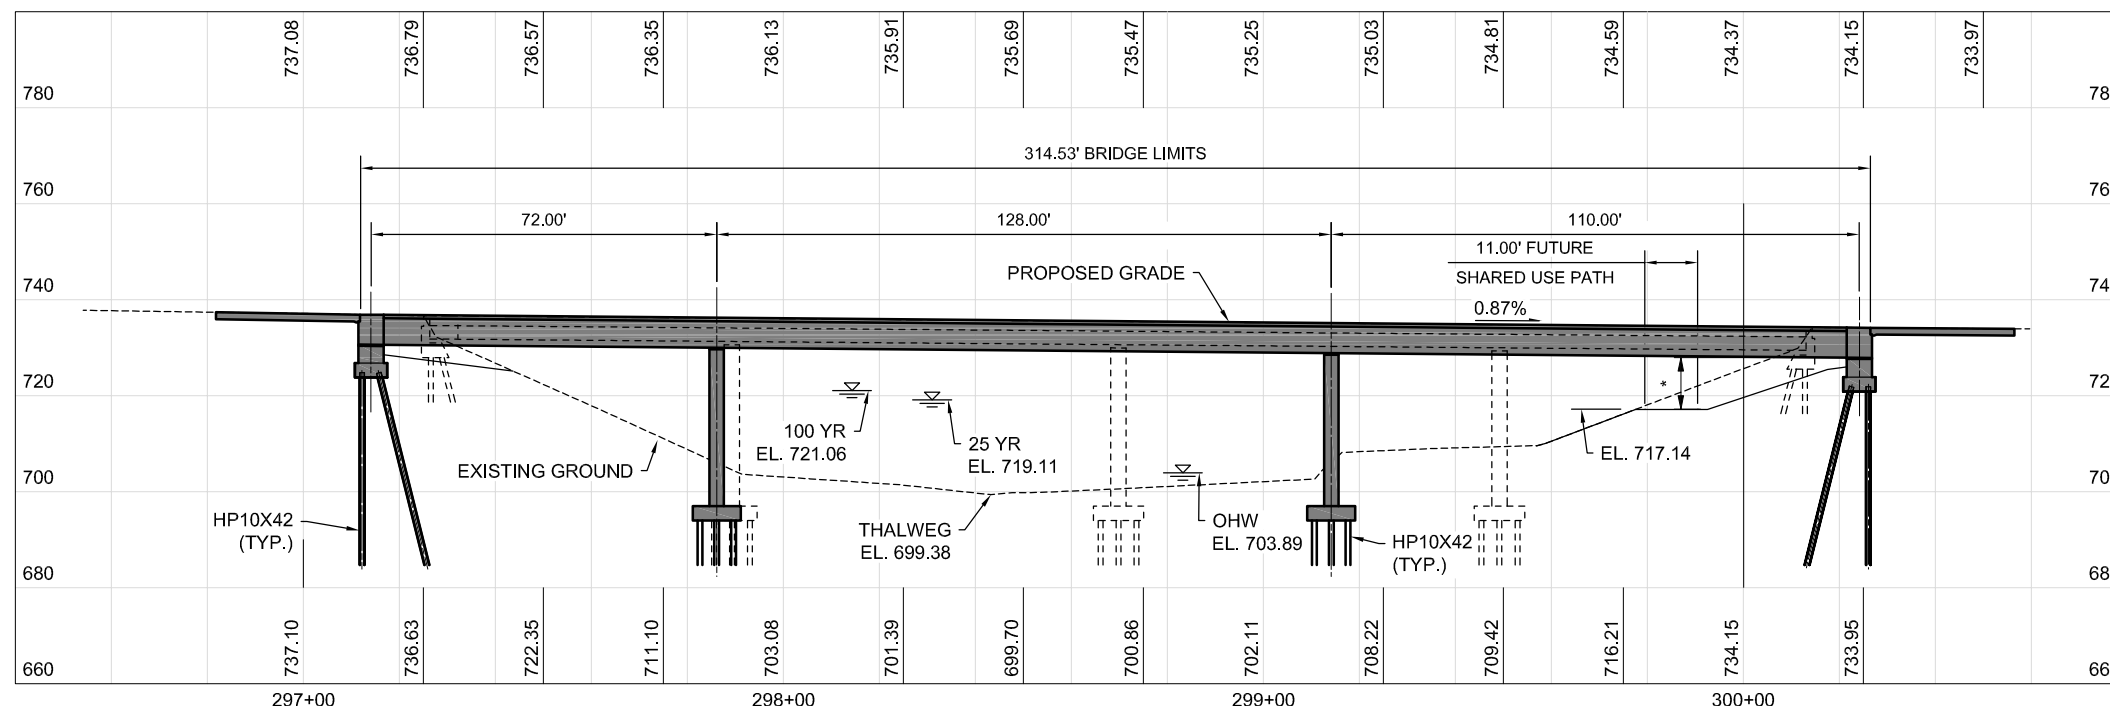 737.08
736.79
736.57
736.35
736.13
735.91
735.69
735.47
735.25
735.03
734.81
734.59
734.37
734.15
733.97
780
78
314.53' BRIDGE LIMITS
760
76
72.00'
128.00'
110.00'
11.00' FUTURE
SHARED USE PATH
PROPOSED GRADE
740
74
0.87%
720
72
*
100 YR
EL. 721.06
25 YR
EL. 719.11
EL. 717.14
EXISTING GROUND
700
70
HP10X42
(TYP.)
THALWEG
EL. 699.38
OHW
EL. 703.89
HP10X42
(TYP.)
680
68
737.10
736.63
722.35
711.10
703.08
701.39
699.70
700.86
702.11
708.22
709.42
716.21
734.15
733.95
660
66
297+00
298+00
299+00
300+00